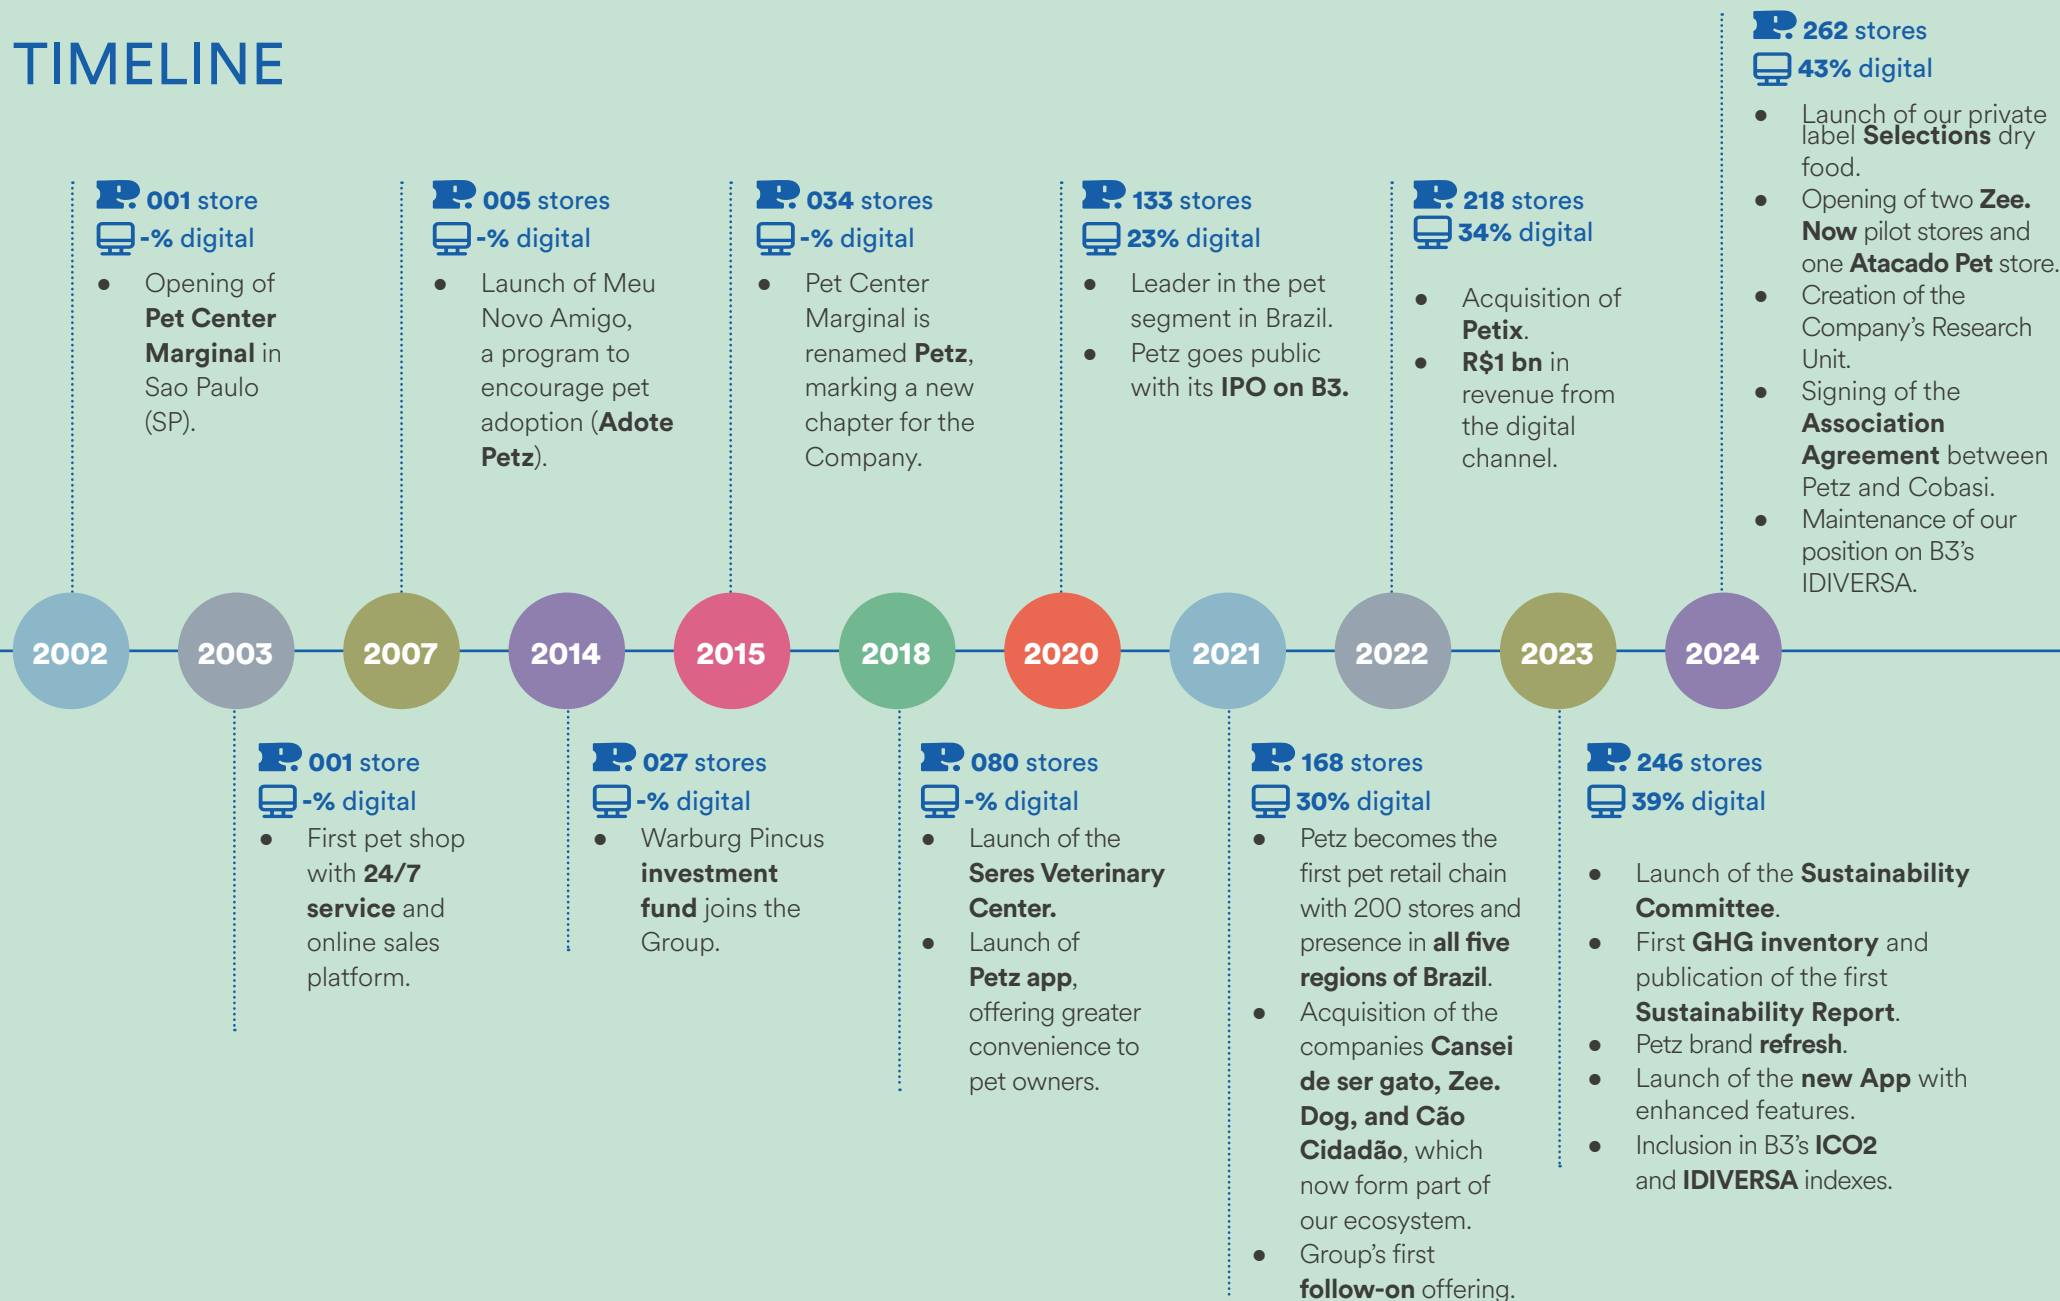 TIMELINE
001 store
-% digital
Opening of
Pet Center
Marginal in
Sao Paulo
(SP).
005 stores
-% digital
Launch of Meu
Novo Amigo,
a program to
encourage pet
adoption (Adote
Petz).
034 stores
-% digital
Pet Center
Marginal is
renamed Petz,
marking a new
chapter for the
Company.
133 stores
23% digital
Leader in the pet
segment in Brazil.
Petz goes public
with its IPO on B3.
218 stores
34% digital
Acquisition of
Petix.
R$1 bn in
revenue from
the digital
channel.
262 stores
43% digital
Launch of our private
label Selections dry
food.
Opening of two Zee.
Now pilot stores and
one Atacado Pet store.
Creation of the
Company's Research
Unit.
Signing of the
Association
Agreement between
Petz and Cobasi.
Maintenance of our
position on B3's
IDIVERSA.
2002
2003
2007
2014
2015
2018
2020
2021
2022
2023
2024
001 store
-% digital
First pet shop
with 24/7
service and
online sales
platform.
027 stores
-% digital
Warburg Pincus
investment
fund joins the
Group.
080 stores
-% digital
Launch of the
Seres Veterinary
Center.
Launch of
Petz app,
offering greater
convenience to
pet owners.
168 stores
30% digital
Petz becomes the
first pet retail chain
with 200 stores and
presence in all five
regions of Brazil.
Acquisition of the
companies Cansei
de ser gato, Zee.
Dog, and Cão
Cidadão, which
now form part of
our ecosystem.
Group's first
follow-on offering.
246 stores
39% digital
Launch of the Sustainability
Committee.
First GHG inventory and
publication of the first
Sustainability Report.
Petz brand refresh.
Launch of the new App with
enhanced features.
Inclusion in B3's ICO2
and IDIVERSA indexes.